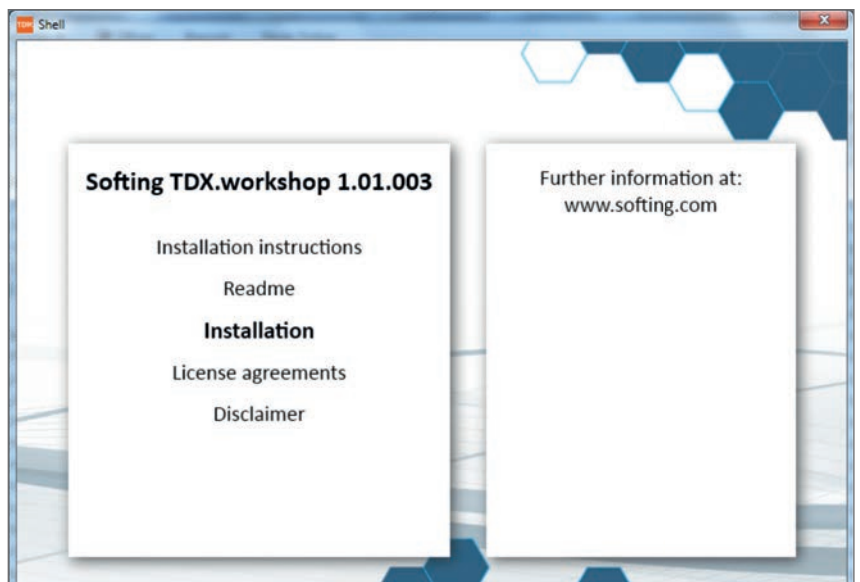 TDX Shell
Softing TDX.workshop 1.01.003
Installation instructions
Readme
Installation
License agreements
Disclaimer
Further information at:
www.softing.com